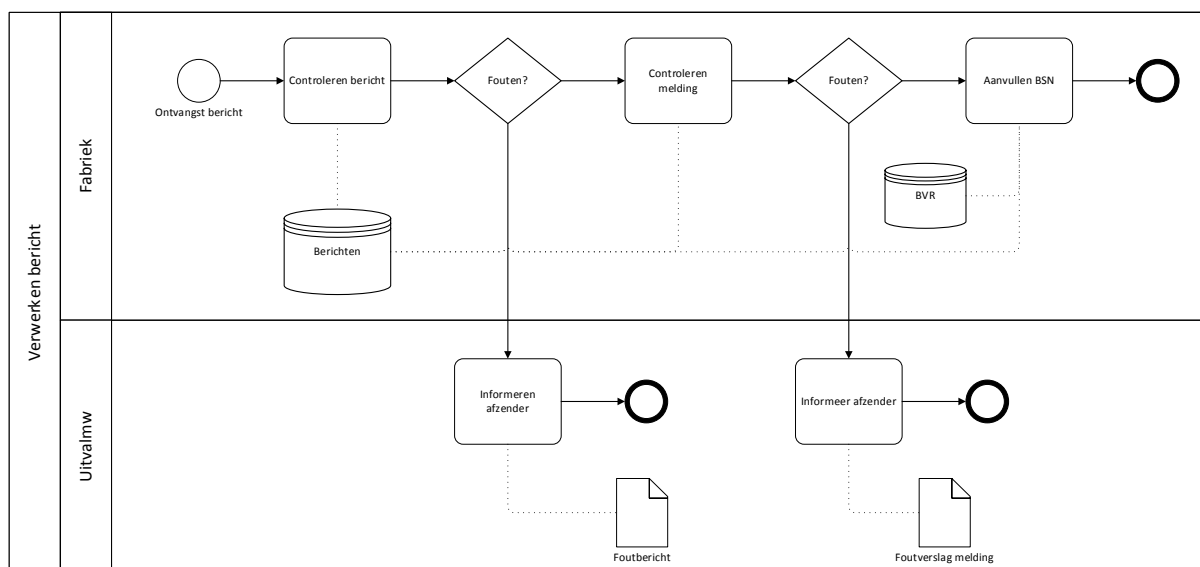 Verwerken bericht
Fabriek
Ontvangst bericht
Controleren bericht
Fouten?
Controleren
melding
Fouten?
Aanvullen BSN
Berichten
BVR
Uitvalmw
Informeren
afzender
Informeer afzender
Foutbericht
Foutverslag melding